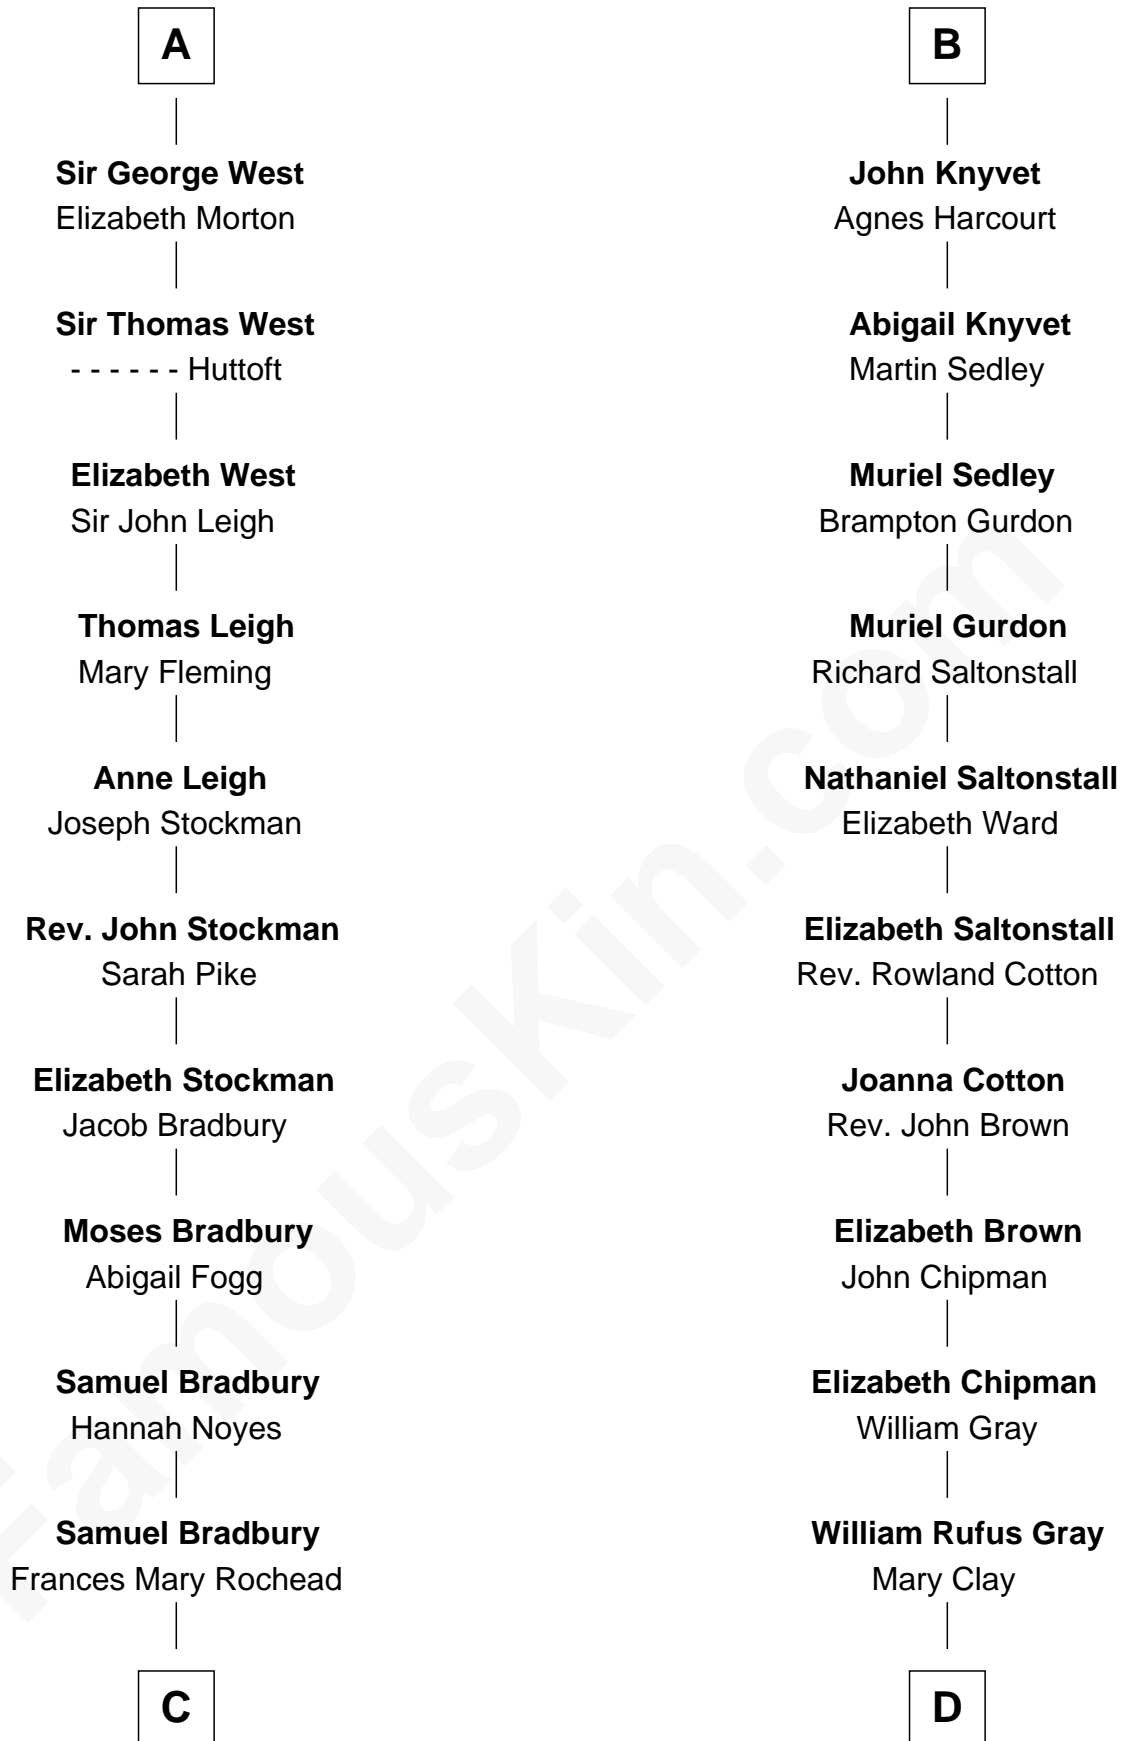 A
Sir George West
Elizabeth Morton
Sir Thomas West
- - - - - - Huttoft
Elizabeth West
Sir John Leigh
Thomas Leigh
Mary Fleming
Anne Leigh
Joseph Stockman
Rev. John Stockman
Sarah Pike
Elizabeth Stockman
Jacob Bradbury
Moses Bradbury
Abigail Fogg
Samuel Bradbury
Hannah Noyes
Samuel Bradbury
Frances Mary Rochead
C
B
John Knyvet
Agnes Harcourt
Abigail Knyvet
Martin Sedley
Muriel Sedley
Brampton Gurdon
Muriel Gurdon
Richard Saltonstall
Nathaniel Saltonstall
Elizabeth Ward
Elizabeth Saltonstall
Rev. Rowland Cotton
Joanna Cotton
Rev. John Brown
Elizabeth Brown
John Chipman
Elizabeth Chipman
William Gray
William Rufus Gray
Mary Clay
D
FamousKin.com